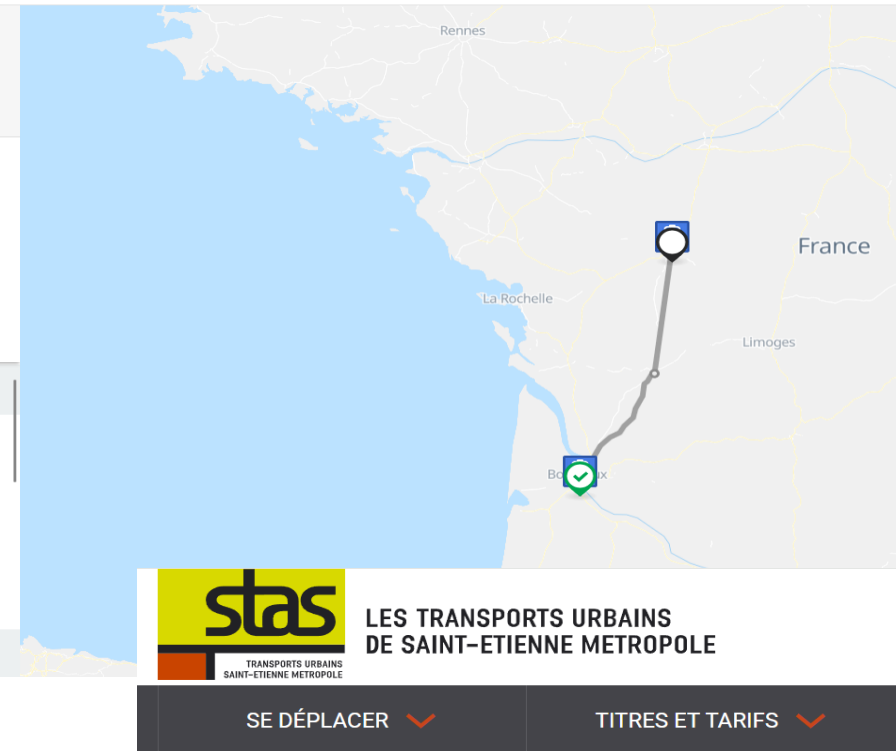 Rennes
France
La Rochelle
Limoges
stas
TRANSPORTS URBAINS
SAINT-ETIENNE METROPOLE
LES TRANSPORTS URBAINS
DE SAINT-ETIENNE METROPOLE
SE DÉPLACER
TITRES ET TARIFS